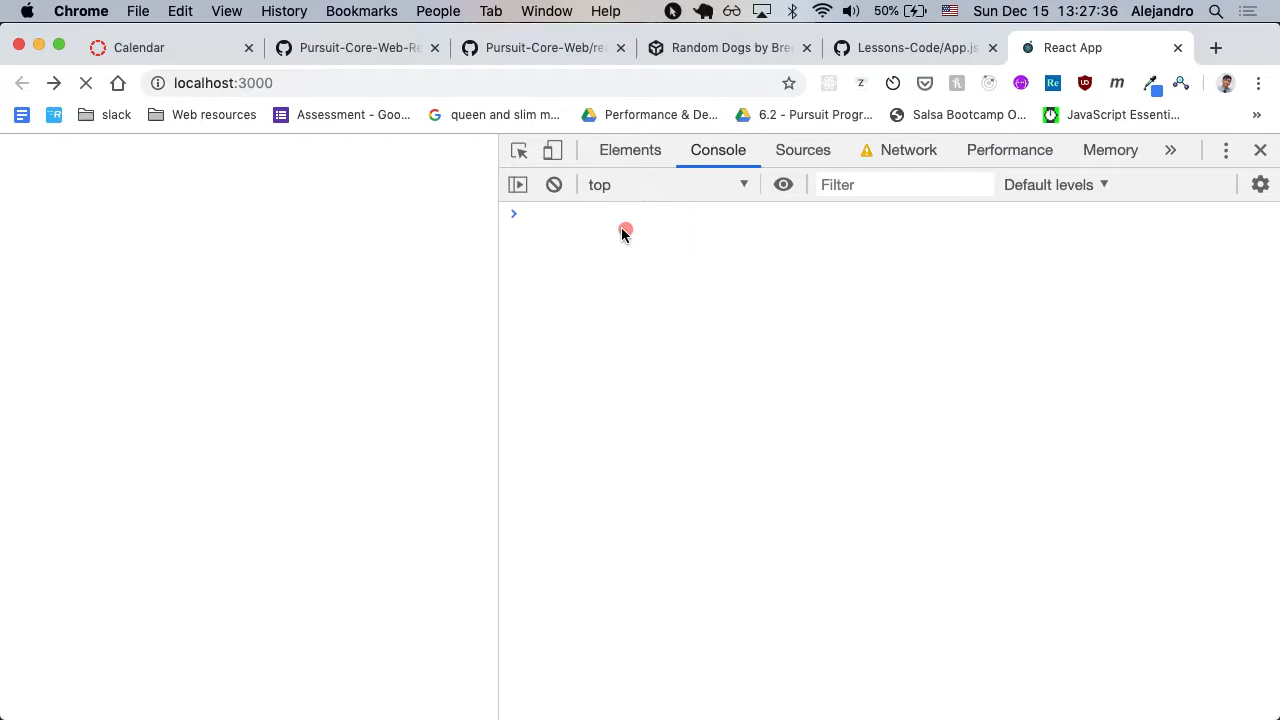 Chrome File Edit View History Bookmarks People Tab Window Help 50% Sun Dec 15 13:27:36 Alejandro
Calendar Pursuit-Core-Web-Re Pursuit-Core-Web/rea Random Dogs by Bree Lessons-Code/App.js React App
localhost:3000 z Re m
slack Web resources Assessment - Goo... queen and slim m... Performance & De... 6.2 - Pursuit Progr... Salsa Bootcamp O... JavaScript Essenti... »
Elements Console Sources Network Performance Memory »
top Filter Default levels